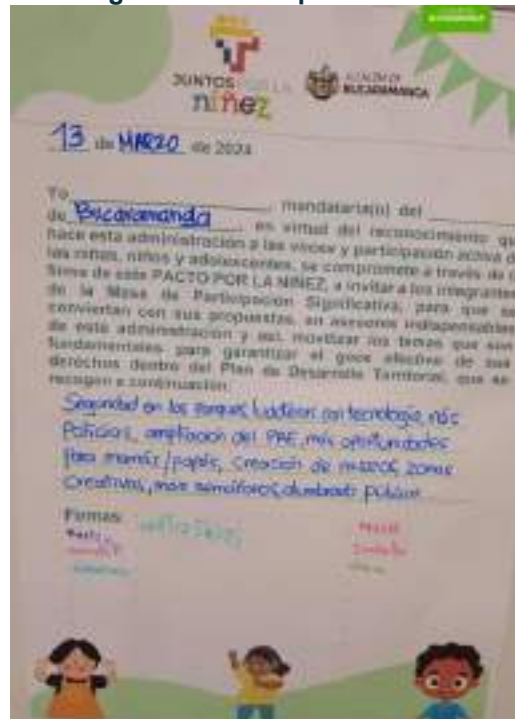 JUNTOS POR LA
niñez
ALCALDÍA DE
BUCARAMANGA
13 de MARZO de 2024
Yo mandataria(o) del
de Bucaramanga, en virtud del reconocimiento que
hace esta administración a las voces y participación activa de
las niñas, niños y adolescentes, se compromete a través de la
firma de este PACTO POR LA NIÑEZ, a invitar a los integrantes
de la Mesa de Participación Significativa, para que se
conviertan con sus propuestas, en asesores indispensables
de esta administración y así, movilizar los temas que son
fundamentales para garantizar el goce efectivo de sus
derechos dentro del Plan de Desarrollo Territorial, que se
recogen a continuación:
Seguridad en los parques, con tecnología, más
Policias, ampliación del PAE, más oportunidades
para mamás/papás, creación de museos, zonas
Creativas, más semáforos, alumbrado público
Firmas: